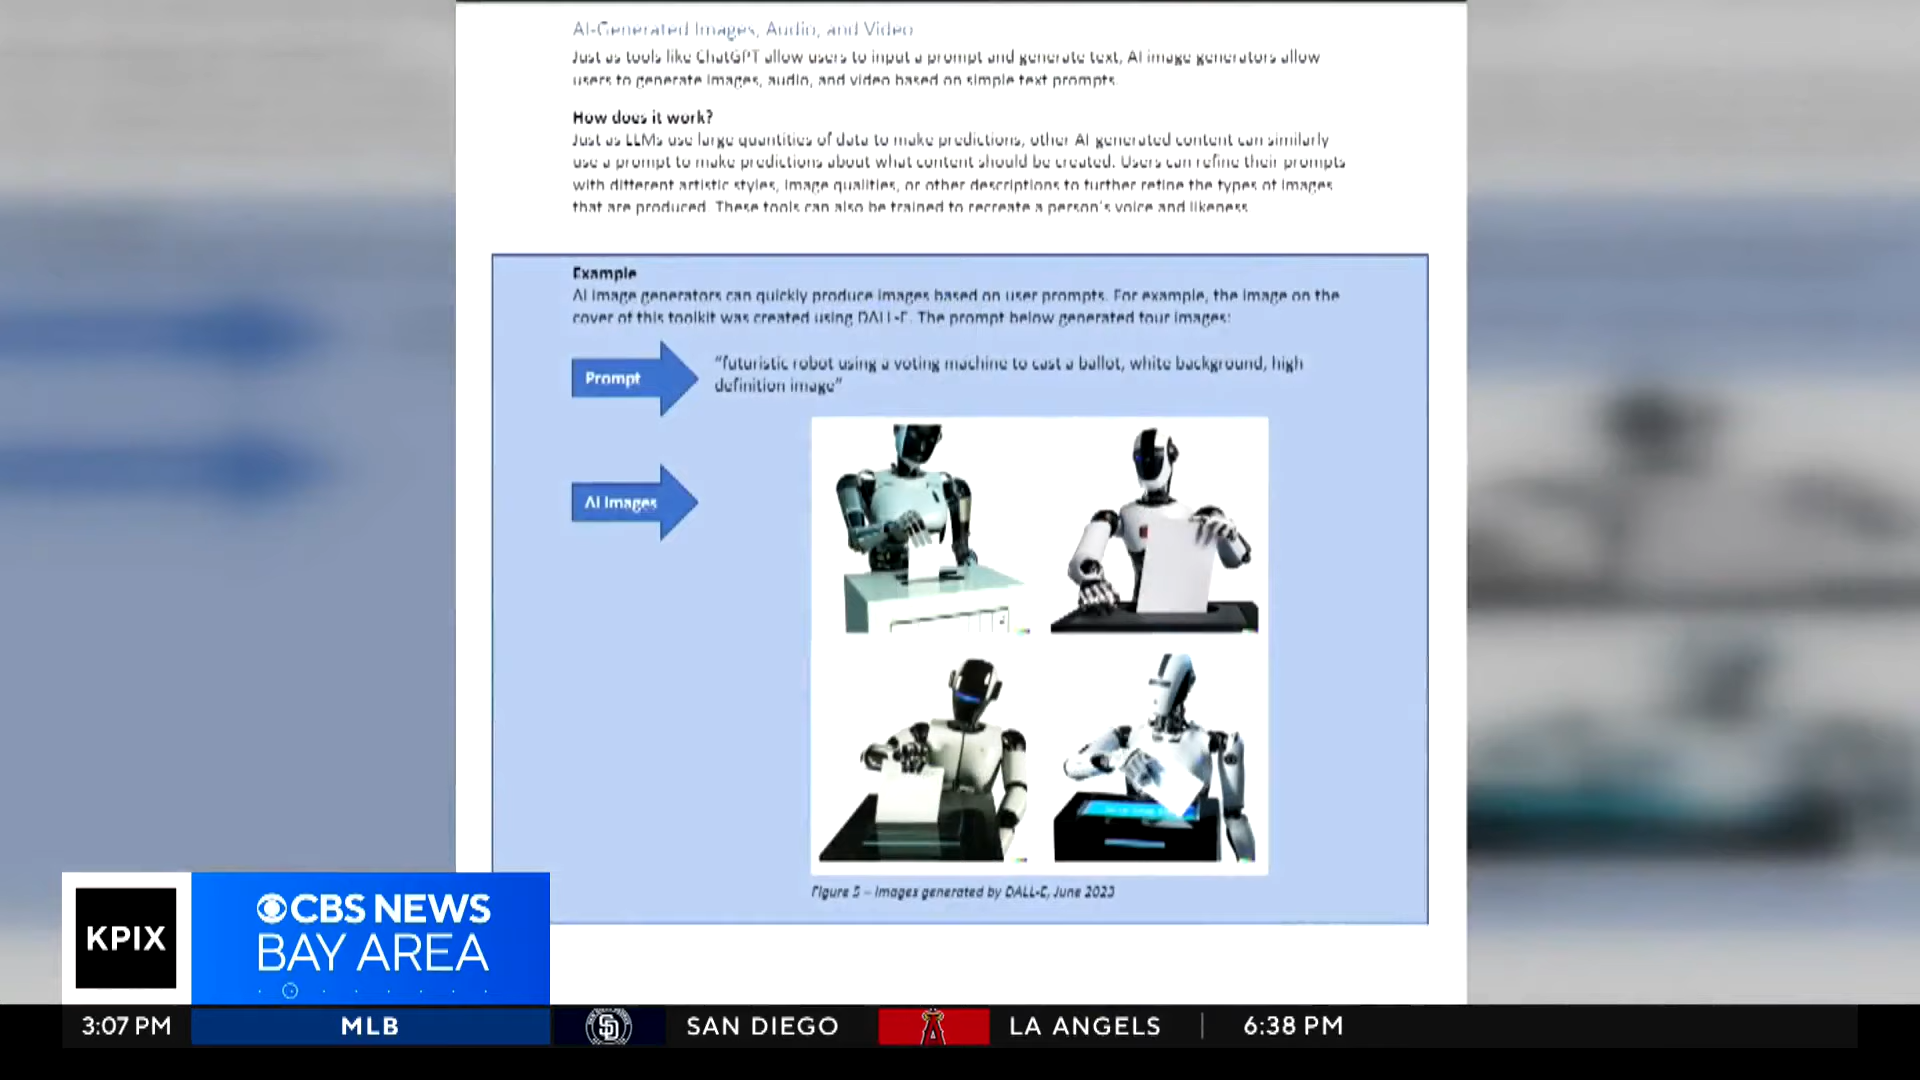 AI-Generated Images, Audio, and Video
Just as tools like ChatGPT allow users to input a prompt and generate text, AI image generators allow
users to generate images, audio, and video based on simple text prompts.
How does it work?
Just as LLMs use large quantities of data to make predictions, other AI generated content can similarly
use a prompt to make predictions about what content should be created. Users can refine their prompts
with different artistic styles, image qualities, or other descriptions to further refine the types of images
that are produced. These tools can also be trained to recreate a person's voice and likeness.
Example
AI image generators can quickly produce images based on user prompts. For example, the image on the
cover of this toolkit was created using DALL-E. The prompt below generated four images:
Prompt
"futuristic robot using a voting machine to cast a ballot, white background, high
definition image"
AI Images
Figure 5 – Images generated by DALL-E, June 2023
KPIX
CBS NEWS
BAY AREA
3:07 PM
MLB
SD
SAN DIEGO
A
LA ANGELS
6:38 PM